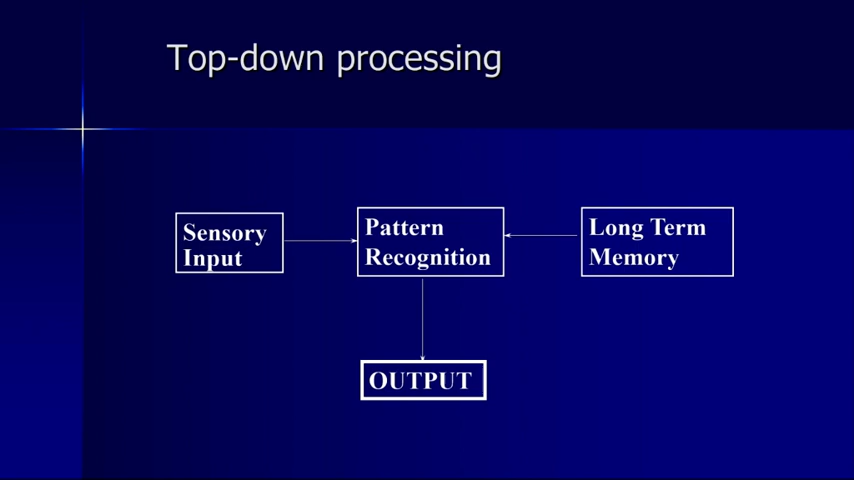 Top-down processing
Sensory
Input
Pattern
Recognition
Long Term
Memory
OUTPUT